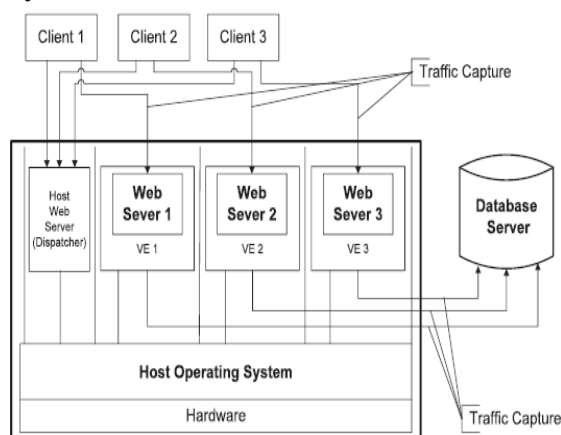 Client 1
Client 2
Client 3
Traffic Capture
Host
Web
Server
(Dispatcher)
Web
Sever 1
VE 1
Web
Sever 2
VE 2
Web
Sever 3
VE 3
Database
Server
Host Operating System
Hardware
Traffic Capture